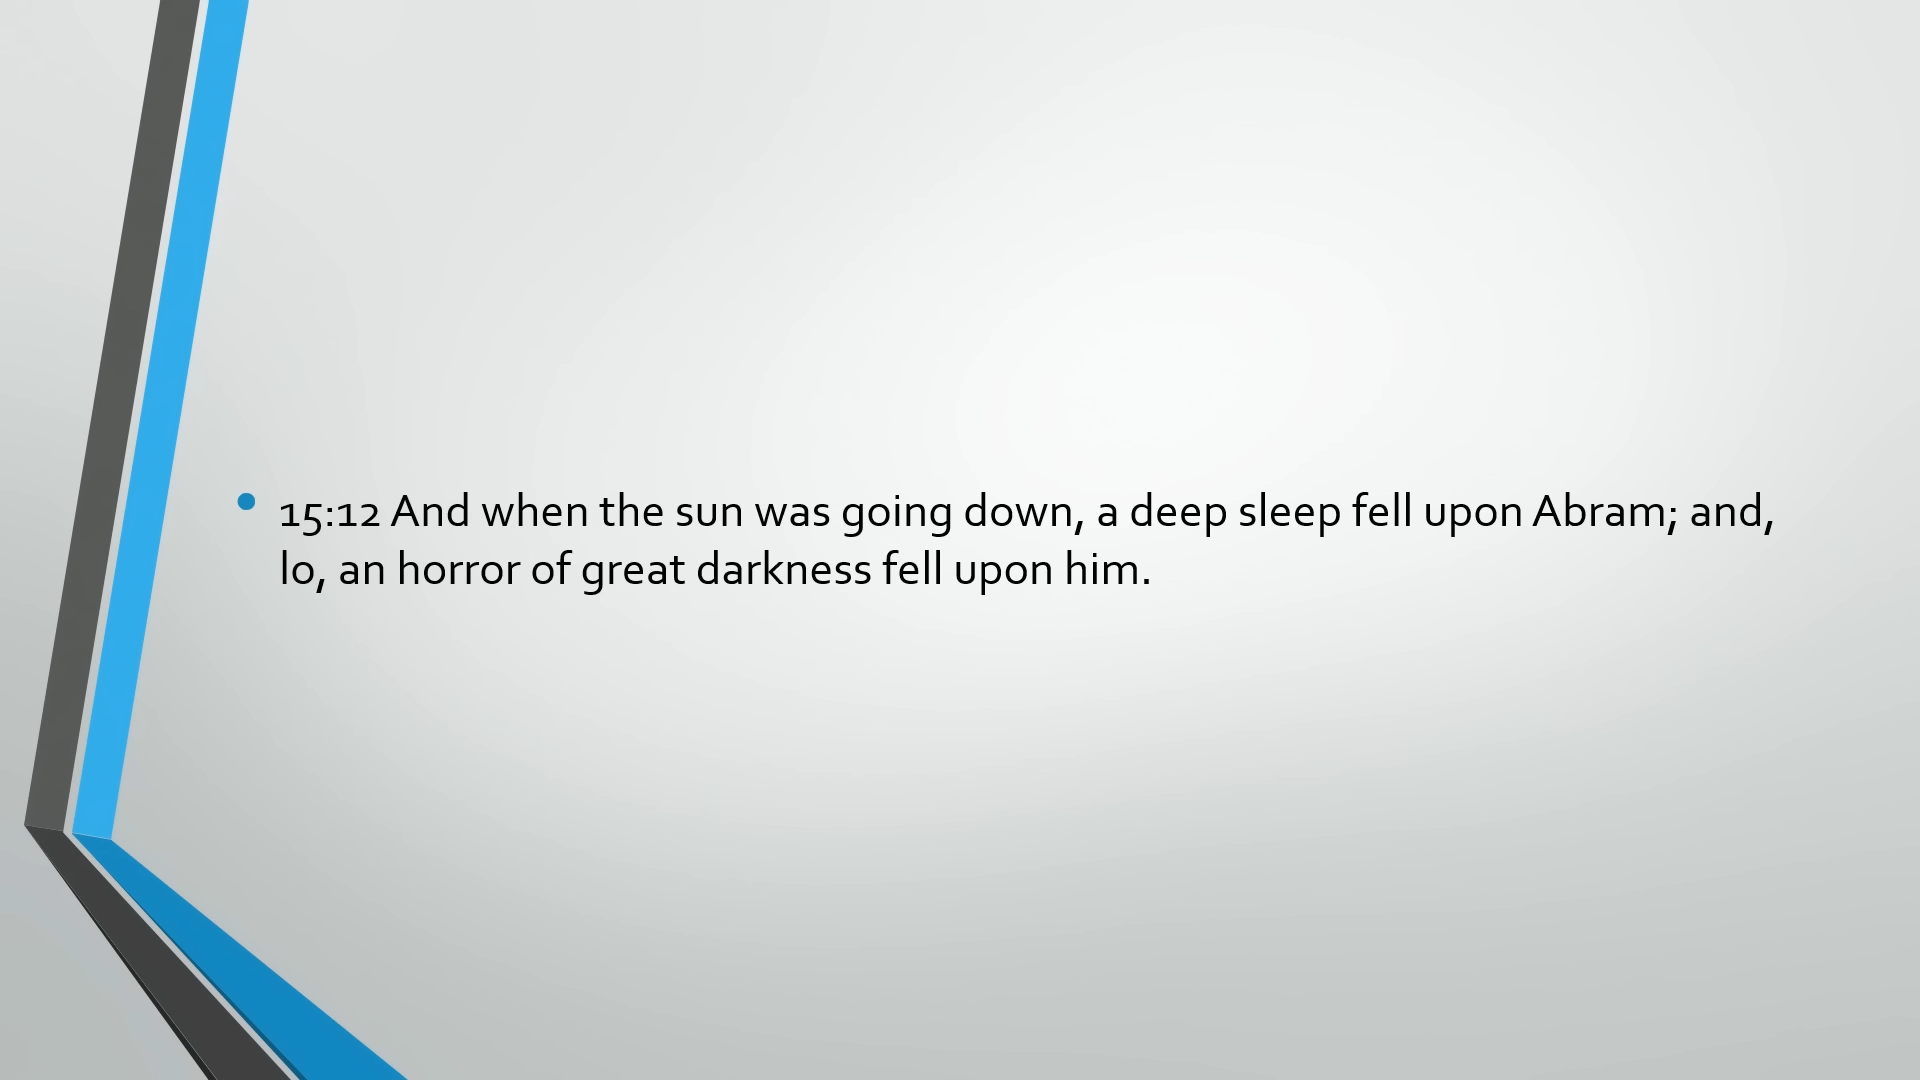 15:12 And when the sun was going down, a deep sleep fell upon Abram; and,
lo, an horror of great darkness fell upon him.